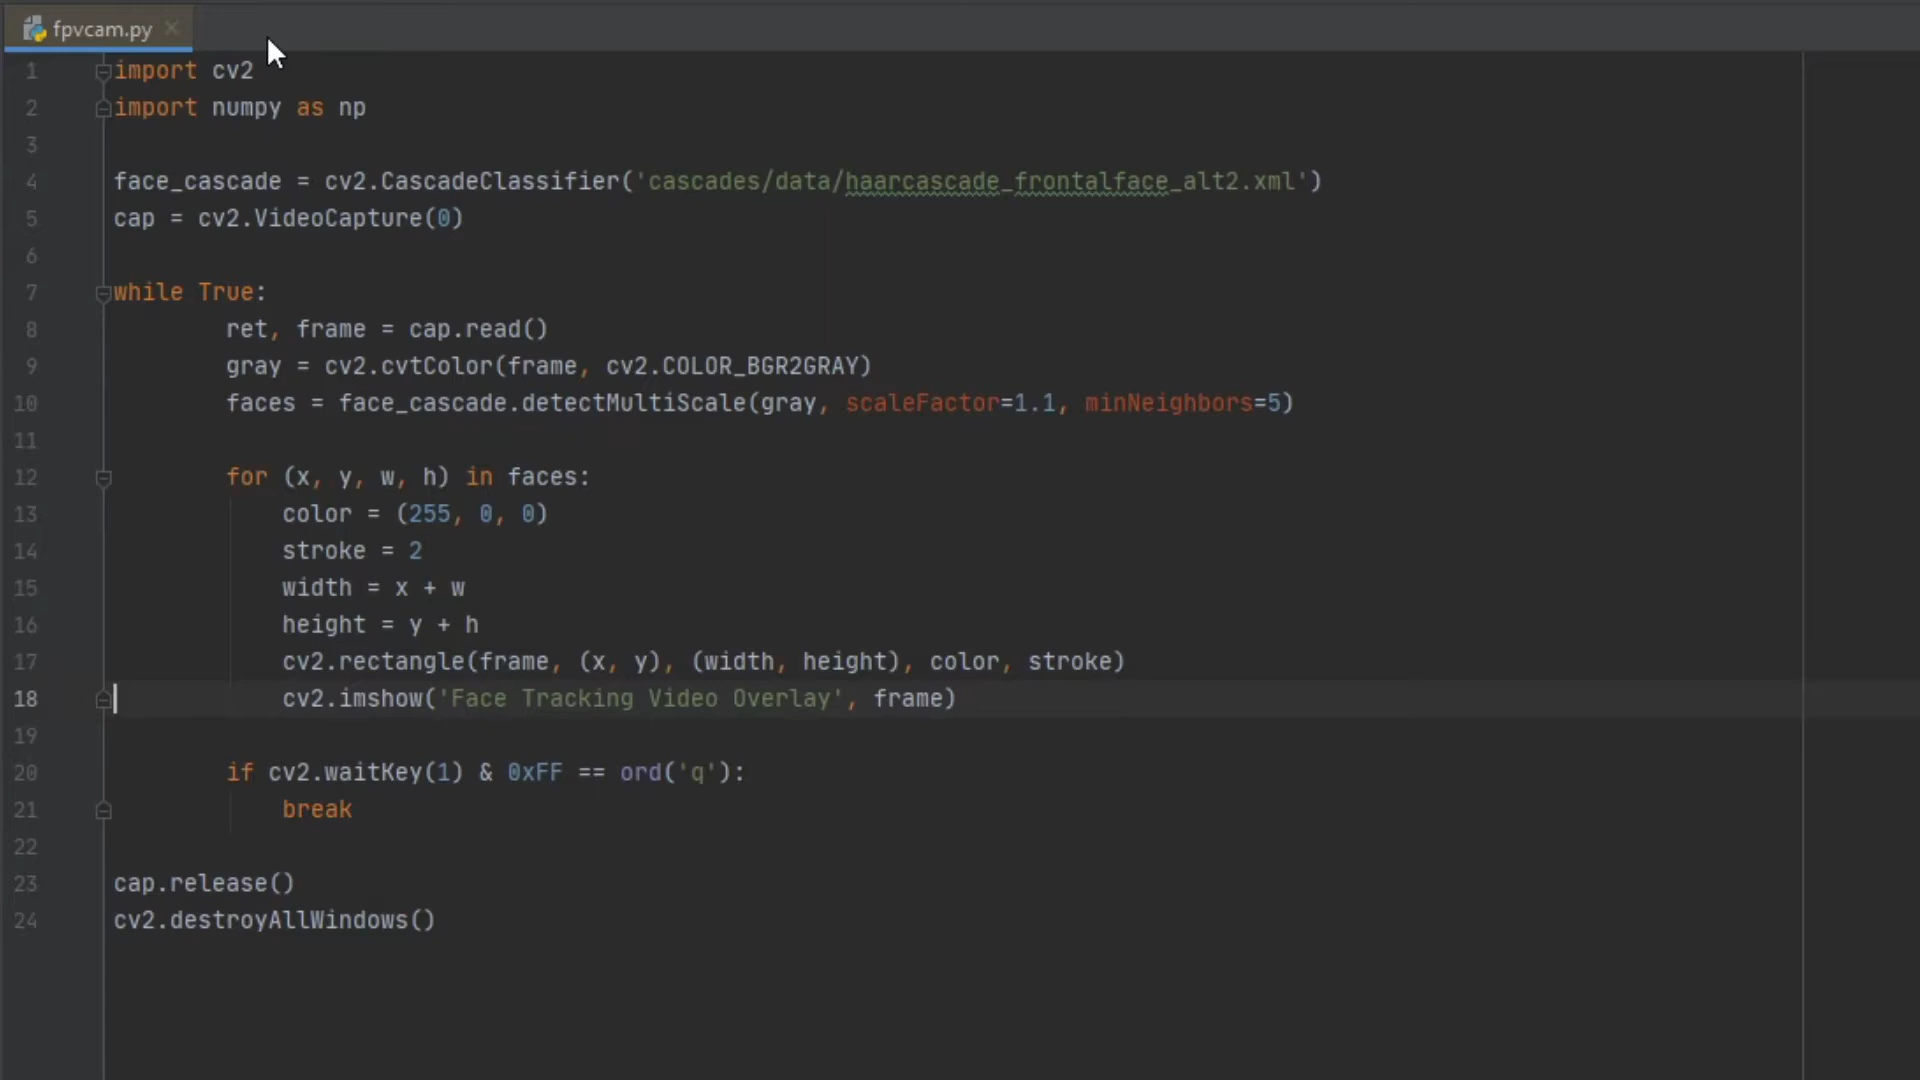 fpvcam.py
1 import cv2
2 import numpy as np
3
4 face_cascade = cv2.CascadeClassifier('cascades/data/haarcascade_frontalface_alt2.xml')
5 cap = cv2.VideoCapture(0)
6
7 while True:
8 ret, frame = cap.read()
9 gray = cv2.cvtColor(frame, cv2.COLOR_BGR2GRAY)
10 faces = face_cascade.detectMultiScale(gray, scaleFactor=1.1, minNeighbors=5)
11
12 for (x, y, w, h) in faces:
13 color = (255, 0, 0)
14 stroke = 2
15 width = x + w
16 height = y + h
17 cv2.rectangle(frame, (x, y), (width, height), color, stroke)
18 cv2.imshow('Face Tracking Video Overlay', frame)
19
20 if cv2.waitKey(1) & 0xFF == ord('q'):
21 break
22
23 cap.release()
24 cv2.destroyAllWindows()